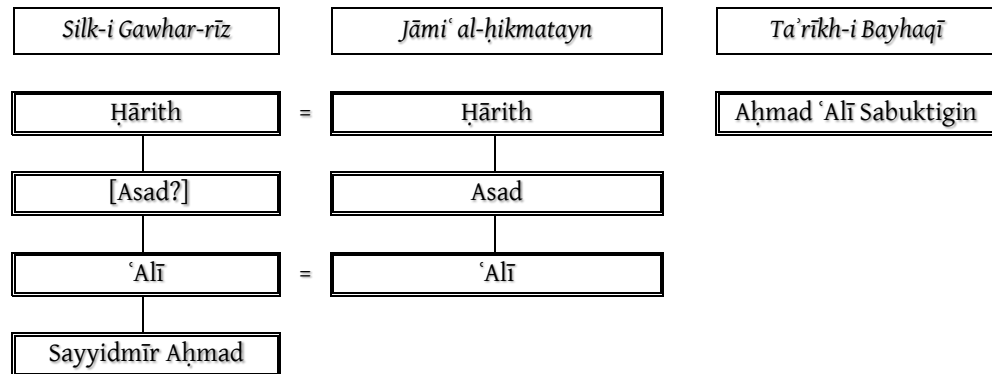 Silk-i Gawhar-rīz
Jāmiʿ al-ḥikmatayn
Taʾrīkh-i Bayhaqī
Ḥārith = Ḥārith
Aḥmad ʿAlī Sabuktigin
[Asad?]
Asad
ʿAlī = ʿAlī
Sayyidmīr Aḥmad